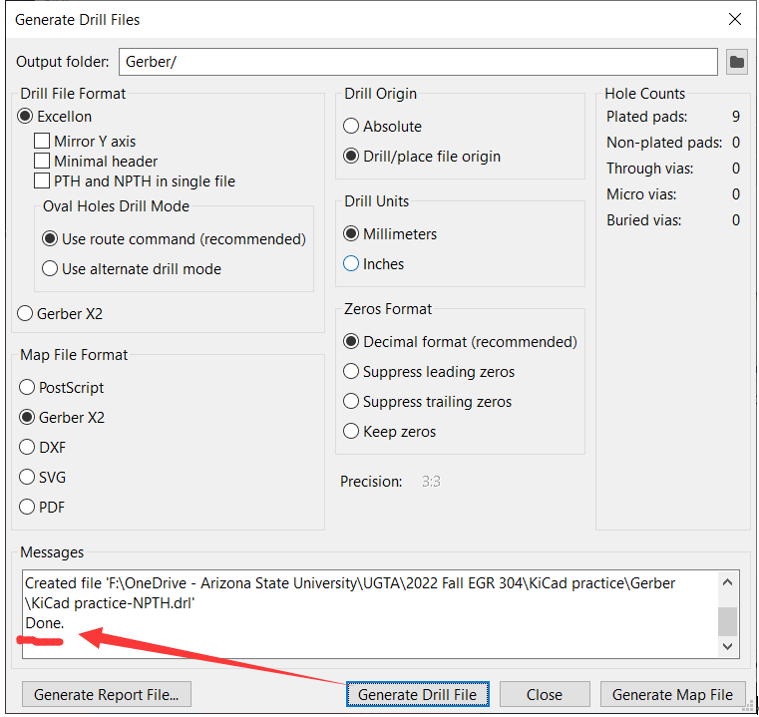 Generate Drill Files
Output folder: Gerber/
Drill File Format
Excellon
Mirror Y axis
Minimal header
PTH and NPTH in single file
Oval Holes Drill Mode
Use route command (recommended)
Use alternate drill mode
Gerber X2
Map File Format
PostScript
Gerber X2
DXF
SVG
PDF
Drill Origin
Absolute
Drill/place file origin
Drill Units
Millimeters
Inches
Zeros Format
Decimal format (recommended)
Suppress leading zeros
Suppress trailing zeros
Keep zeros
Precision: 3:3
Hole Counts
Plated pads: 9
Non-plated pads: 0
Through vias: 0
Micro vias: 0
Buried vias: 0
Messages
Created file 'F:\OneDrive - Arizona State University\UGTA\2022 Fall EGR 304\KiCad practice\Gerber
\KiCad practice-NPTH.drl'
Done.
Generate Report File... Generate Drill File Close Generate Map File